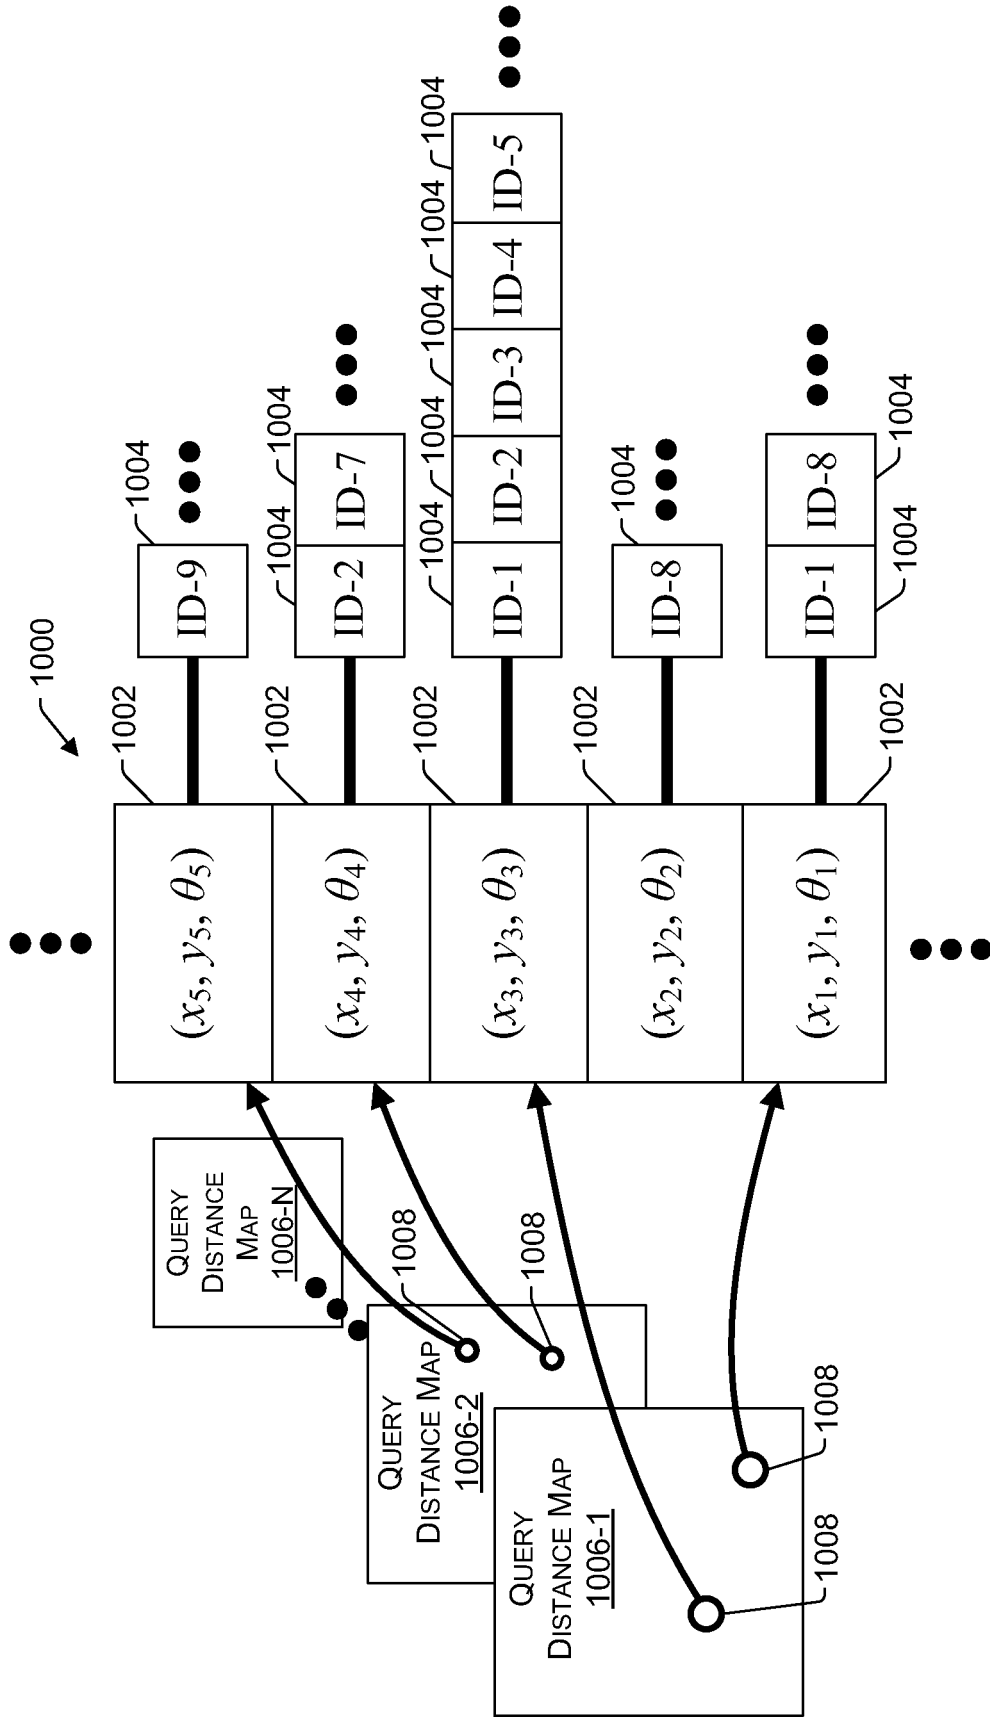 1000
1002
1004
QUERY
DISTANCE
MAP
1006-N
(x5, y5, θ5)
ID-9
1002
1004
1004
(x4, y4, θ4)
ID-2
ID-7
QUERY
DISTANCE MAP
1006-2
1008
1008
1002
1004
1004
1004
1004
1004
(x3, y3, θ3)
ID-1
ID-2
ID-3
ID-4
ID-5
QUERY
DISTANCE MAP
1006-1
1002
1004
(x2, y2, θ2)
ID-8
(x1, y1, θ1)
ID-1
ID-8
1008
1008
1002
1004
1004